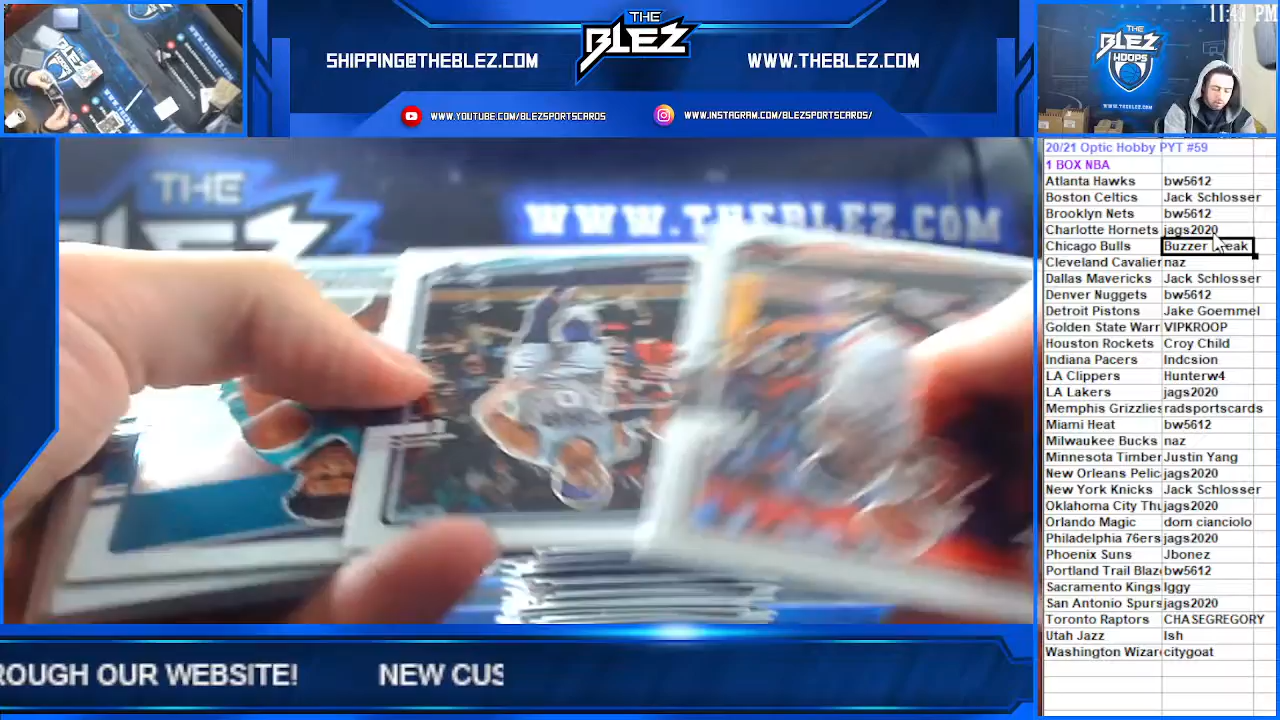 SHIPPING@THEBLEZ.COM
THE
BLEZ
WWW.THEBLEZ.COM
WWW.YOUTUBE.COM/BLEZSPORTSCARDS
WWW.INSTAGRAM.COM/BLEZSPORTSCARDS/
11:41 PM
THE
BLEZ
HOOPS
THE
WWW.THEBLEZ.COM
20/21 Optic Hobby PYT #59
1 BOX NBA
Atlanta Hawks bw5612
Boston Celtics Jack Schlosser
Brooklyn Nets bw5612
Charlotte Hornets jags2020
Chicago Bulls Buzzer
Cleveland Cavalier naz
Dallas Mavericks Jack Schlosser
Denver Nuggets bw5612
Detroit Pistons Jake Goemmel
Golden State Warr VIPKROOP
Houston Rockets Croy Child
Indiana Pacers Indcsion
LA Clippers Hunterw4
LA Lakers jags2020
Memphis Grizzlies radsportscards
Miami Heat bw5612
Milwaukee Bucks naz
Minnesota Timber Justin Yang
New Orleans Pelic jags2020
New York Knicks Jack Schlosser
Oklahoma City Thu jags2020
Orlando Magic dom cianciolo
Philadelphia 76ers jags2020
Phoenix Suns Jbonez
Portland Trail Blaz bw5612
Sacramento Kings Iggy
San Antonio Spurs jags2020
Toronto Raptors CHASEGREGORY
Utah Jazz Ish
Washington Wizar citygoat
ROUGH OUR WEBSITE! NEW CUS